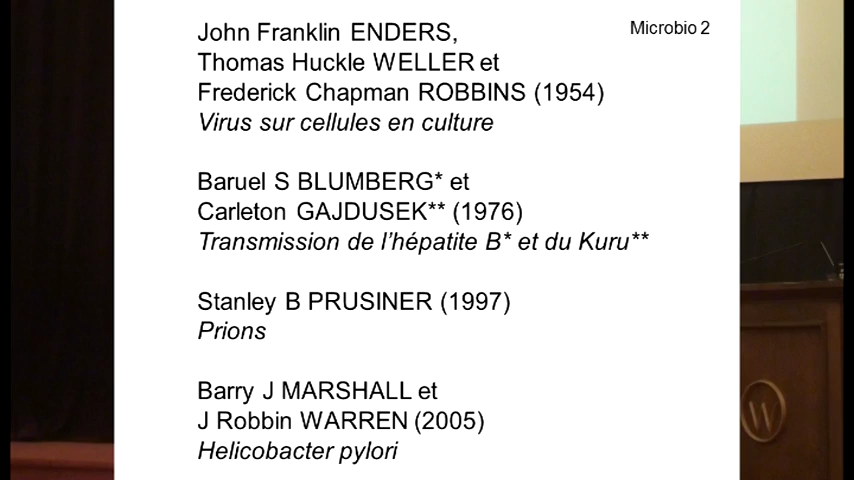 Microbio 2
John Franklin ENDERS,
Thomas Huckle WELLER et
Frederick Chapman ROBBINS (1954)
Virus sur cellules en culture
Baruel S BLUMBERG* et
Carleton GAJDUSEK** (1976)
Transmission de l'hépatite B* et du Kuru**
Stanley B PRUSINER (1997)
Prions
Barry J MARSHALL et
J Robbin WARREN (2005)
Helicobacter pylori
W